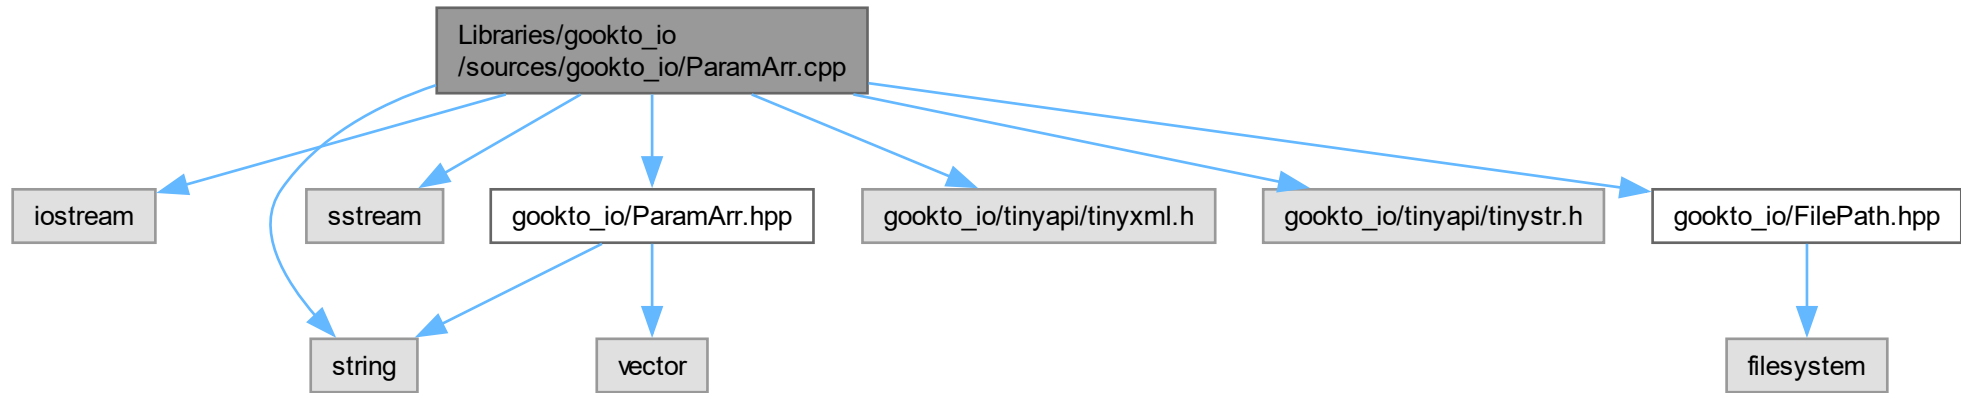 Libraries/gookto_io
/sources/gookto_io/ParamArr.cpp
iostream
sstream
gookto_io/ParamArr.hpp
gookto_io/tinyapi/tinyxml.h
gookto_io/tinyapi/tinystr.h
gookto_io/FilePath.hpp
string
vector
filesystem